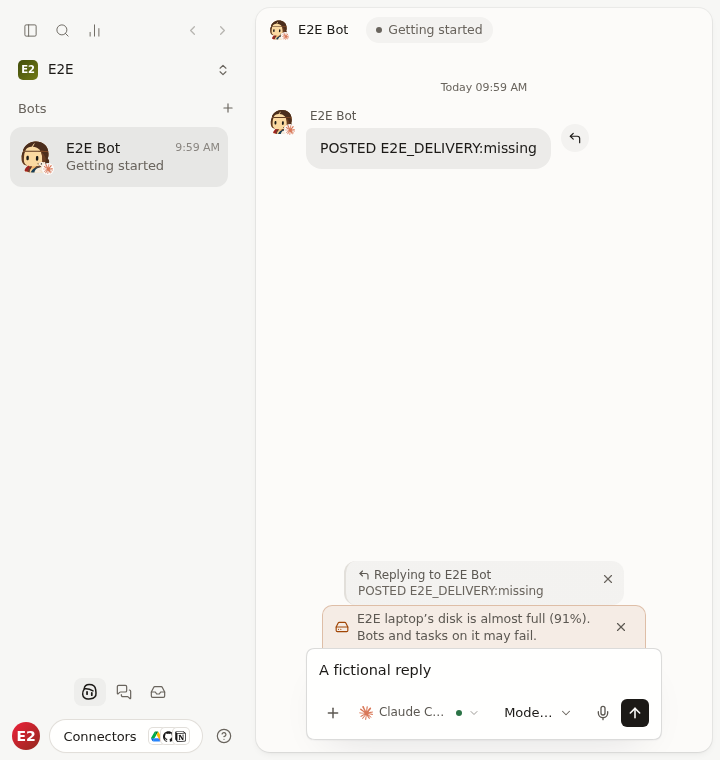 E2 E2E
Bots
E2E Bot 9:59 AM
Getting started
E2 Connectors
E2E Bot Getting started
Today 09:59 AM
E2E Bot
POSTED E2E_DELIVERY:missing
Replying to E2E Bot
POSTED E2E_DELIVERY:missing
E2E laptop’s disk is almost full (91%).
Bots and tasks on it may fail.
A fictional reply
Claude C… Mode…